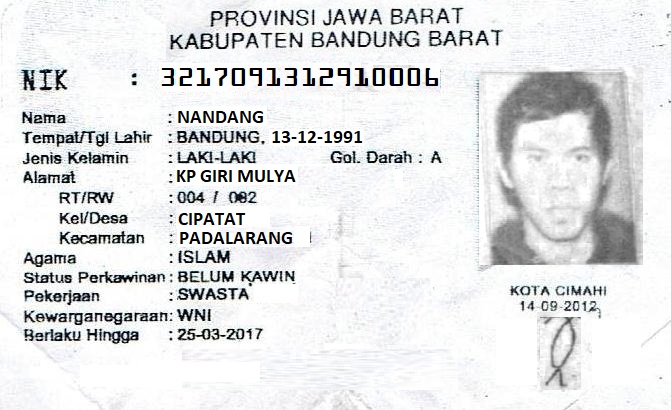 PROVINSI JAWA BARAT
KABUPATEN BANDUNG BARAT
NIK : 3217091312910006
Nama : NANDANG
Tempat/Tgl Lahir : BANDUNG, 13-12-1991
Jenis Kelamin : LAKI-LAKI Gol. Darah : A
Alamat : KP GIRI MULYA
RT/RW : 004 / 002
Kel/Desa : CIPATAT
Kecamatan : PADALARANG
Agama : ISLAM
Status Perkawinan : BELUM KAWIN
Pekerjaan : SWASTA
Kewarganegaraan : WNI
Berlaku Hingga : 25-03-2017
KOTA CIMAHI
14-09-2012